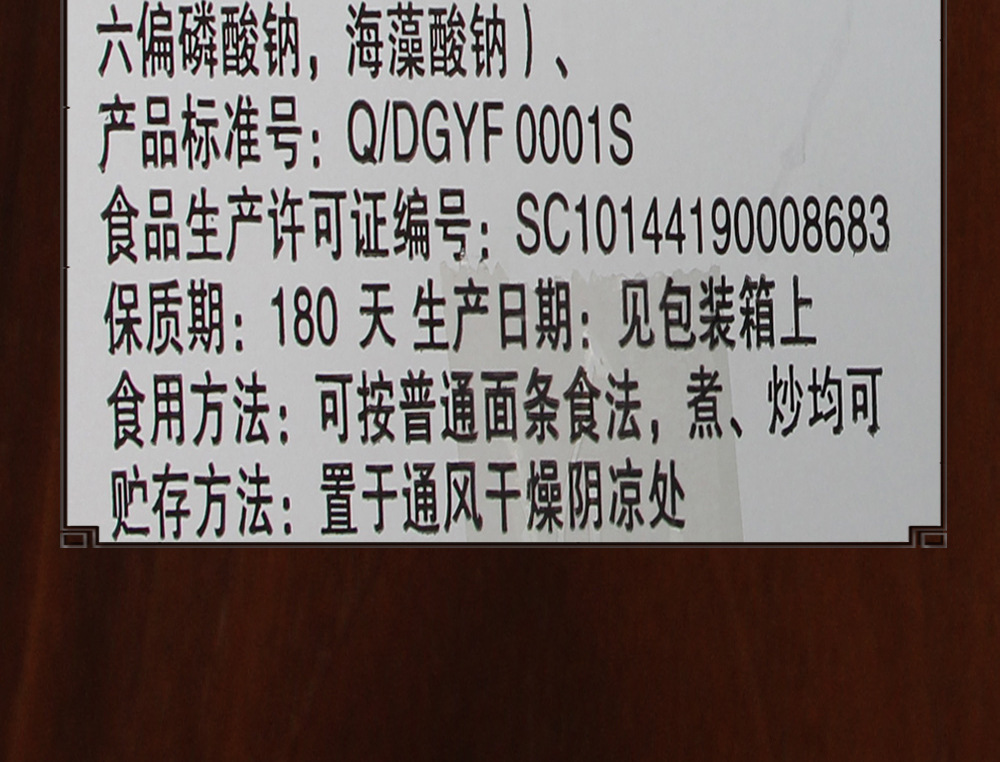 六偏磷酸钠，海藻酸钠）、
产品标准号：Q/DGYF 0001S
食品生产许可证编号：SC10144190008683
保质期：180 天 生产日期：见包装箱上
食用方法：可按普通面条食法，煮、炒均可
贮存方法：置于通风干燥阴凉处